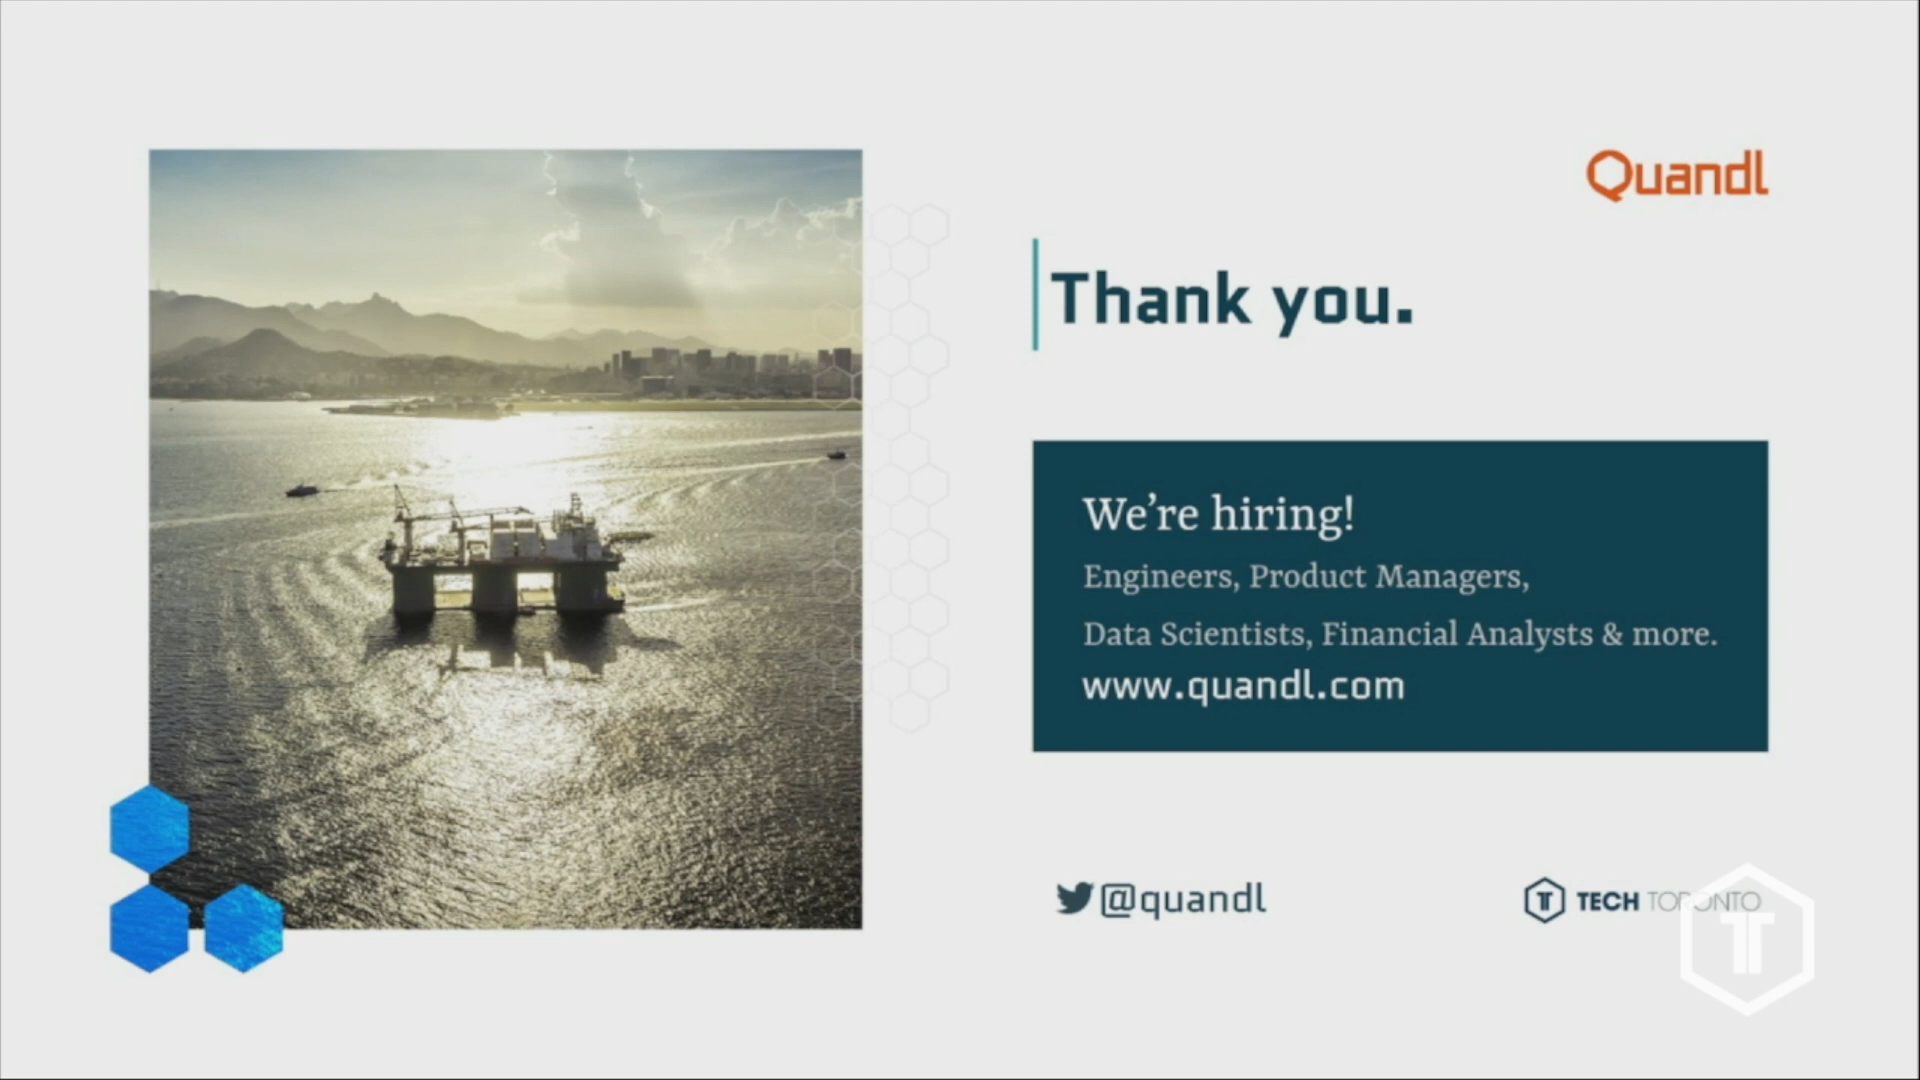 Quandl
Thank you.
We’re hiring!
Engineers, Product Managers,
Data Scientists, Financial Analysts & more.
www.quandl.com
@quandl
TECH TORONTO